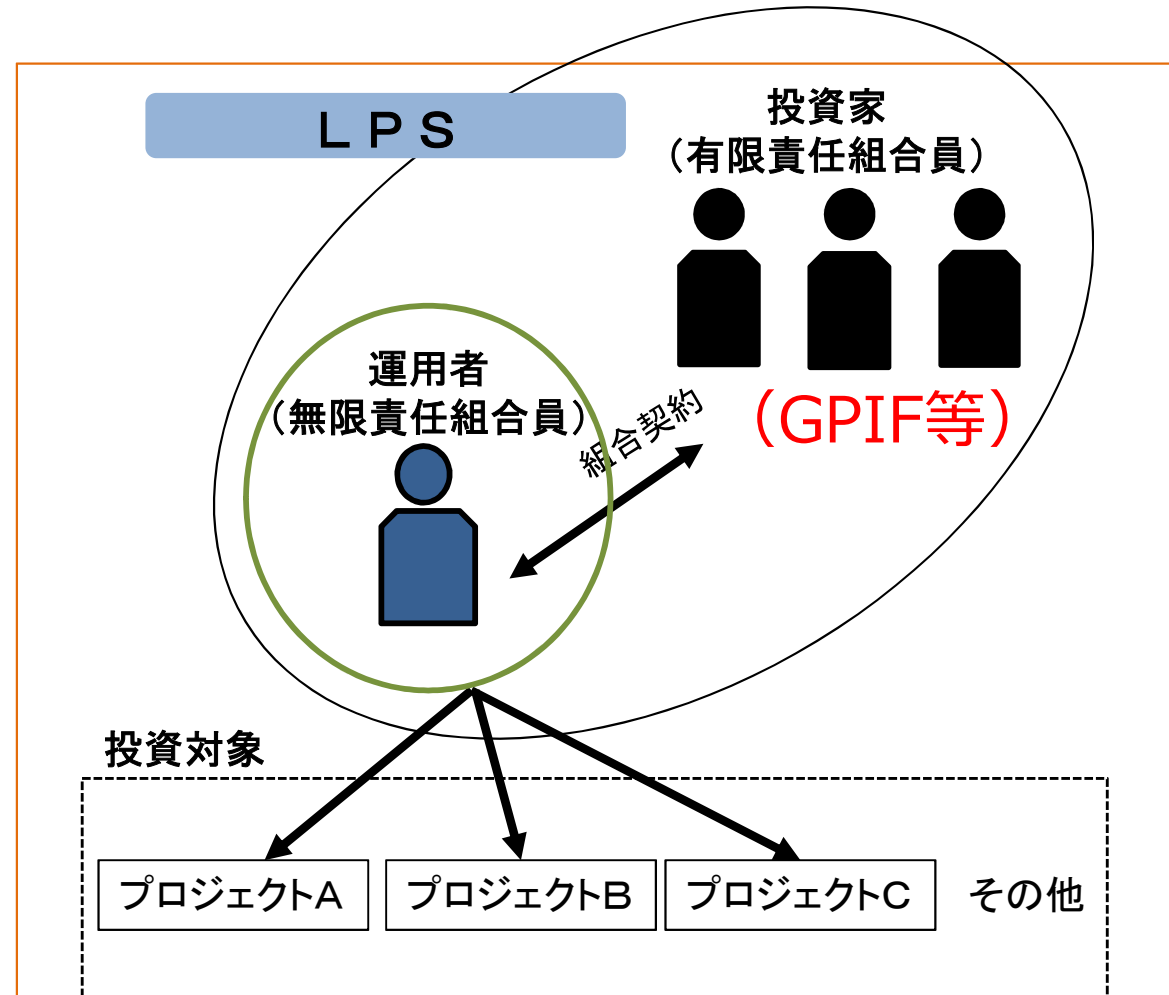 ＬＰＳ
投資家
（有限責任組合員）
（GPIF等）
運用者
（無限責任組合員）
組合契約
投資対象
プロジェクトA
プロジェクトB
プロジェクトC
その他